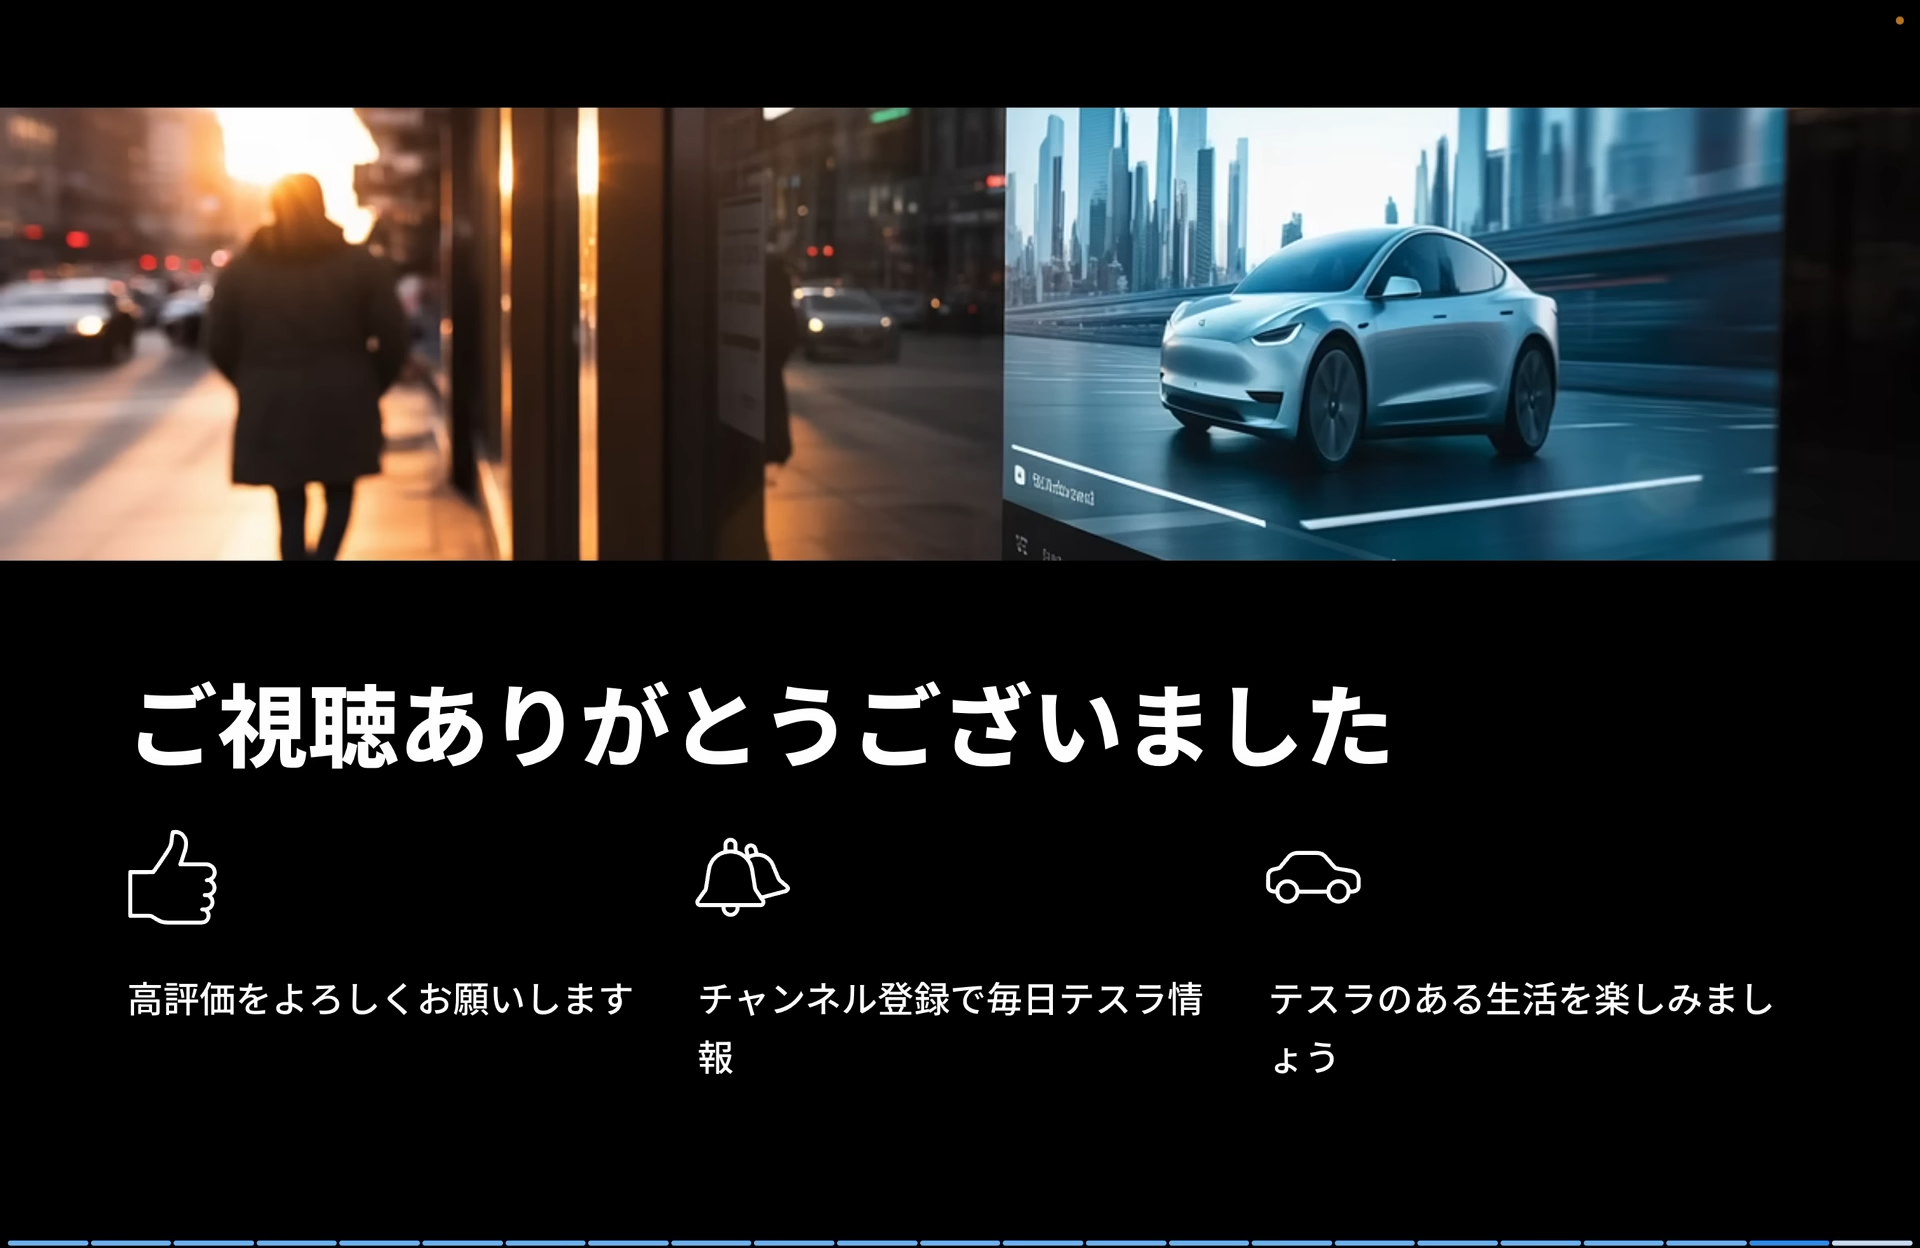 ご視聴ありがとうございました
高評価をよろしくお願いします
チャンネル登録で毎日テスラ情
報
テスラのある生活を楽しみまし
ょう